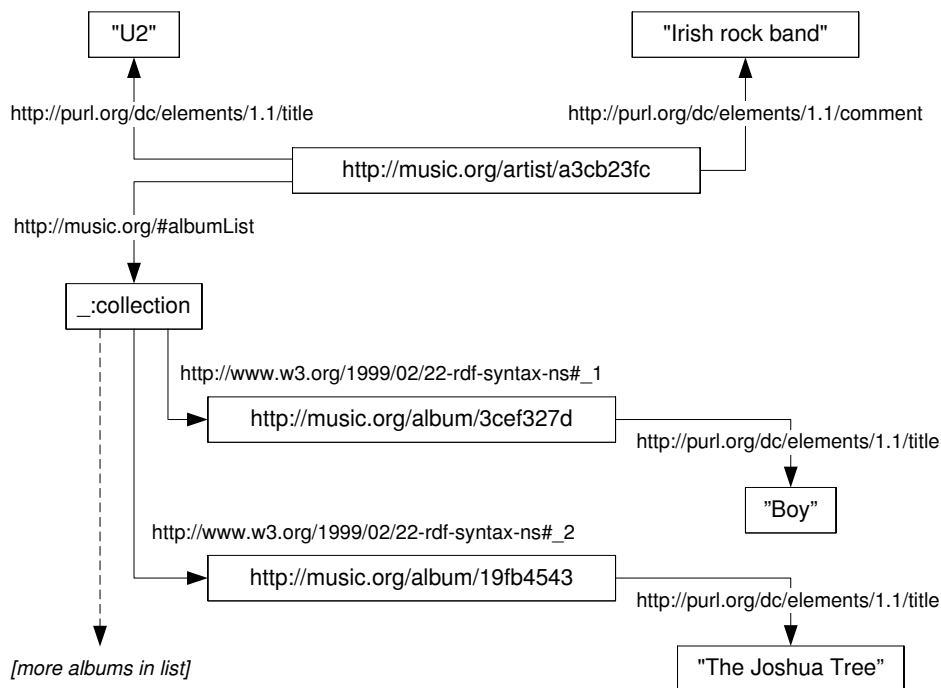 "U2"
"Irish rock band"
http://purl.org/dc/elements/1.1/title
http://purl.org/dc/elements/1.1/comment
http://music.org/artist/a3cb23fc
http://music.org/#albumList
_:collection
http://www.w3.org/1999/02/22-rdf-syntax-ns#_1
http://music.org/album/3cef327d
http://purl.org/dc/elements/1.1/title
”Boy”
http://www.w3.org/1999/02/22-rdf-syntax-ns#_2
http://music.org/album/19fb4543
http://purl.org/dc/elements/1.1/title
[more albums in list]
"The Joshua Tree”